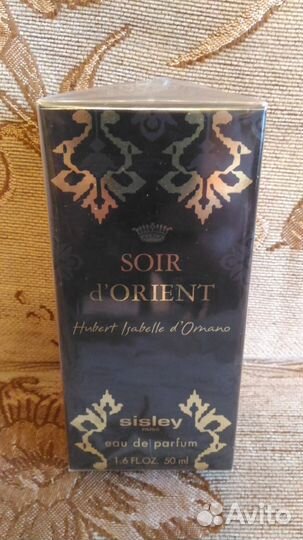 SOIR
d'ORIENT
Hubert Isabelle d'Ornano
sisley
PARIS
eau de parfum
1.6 FL.OZ. 50 ml
Avito